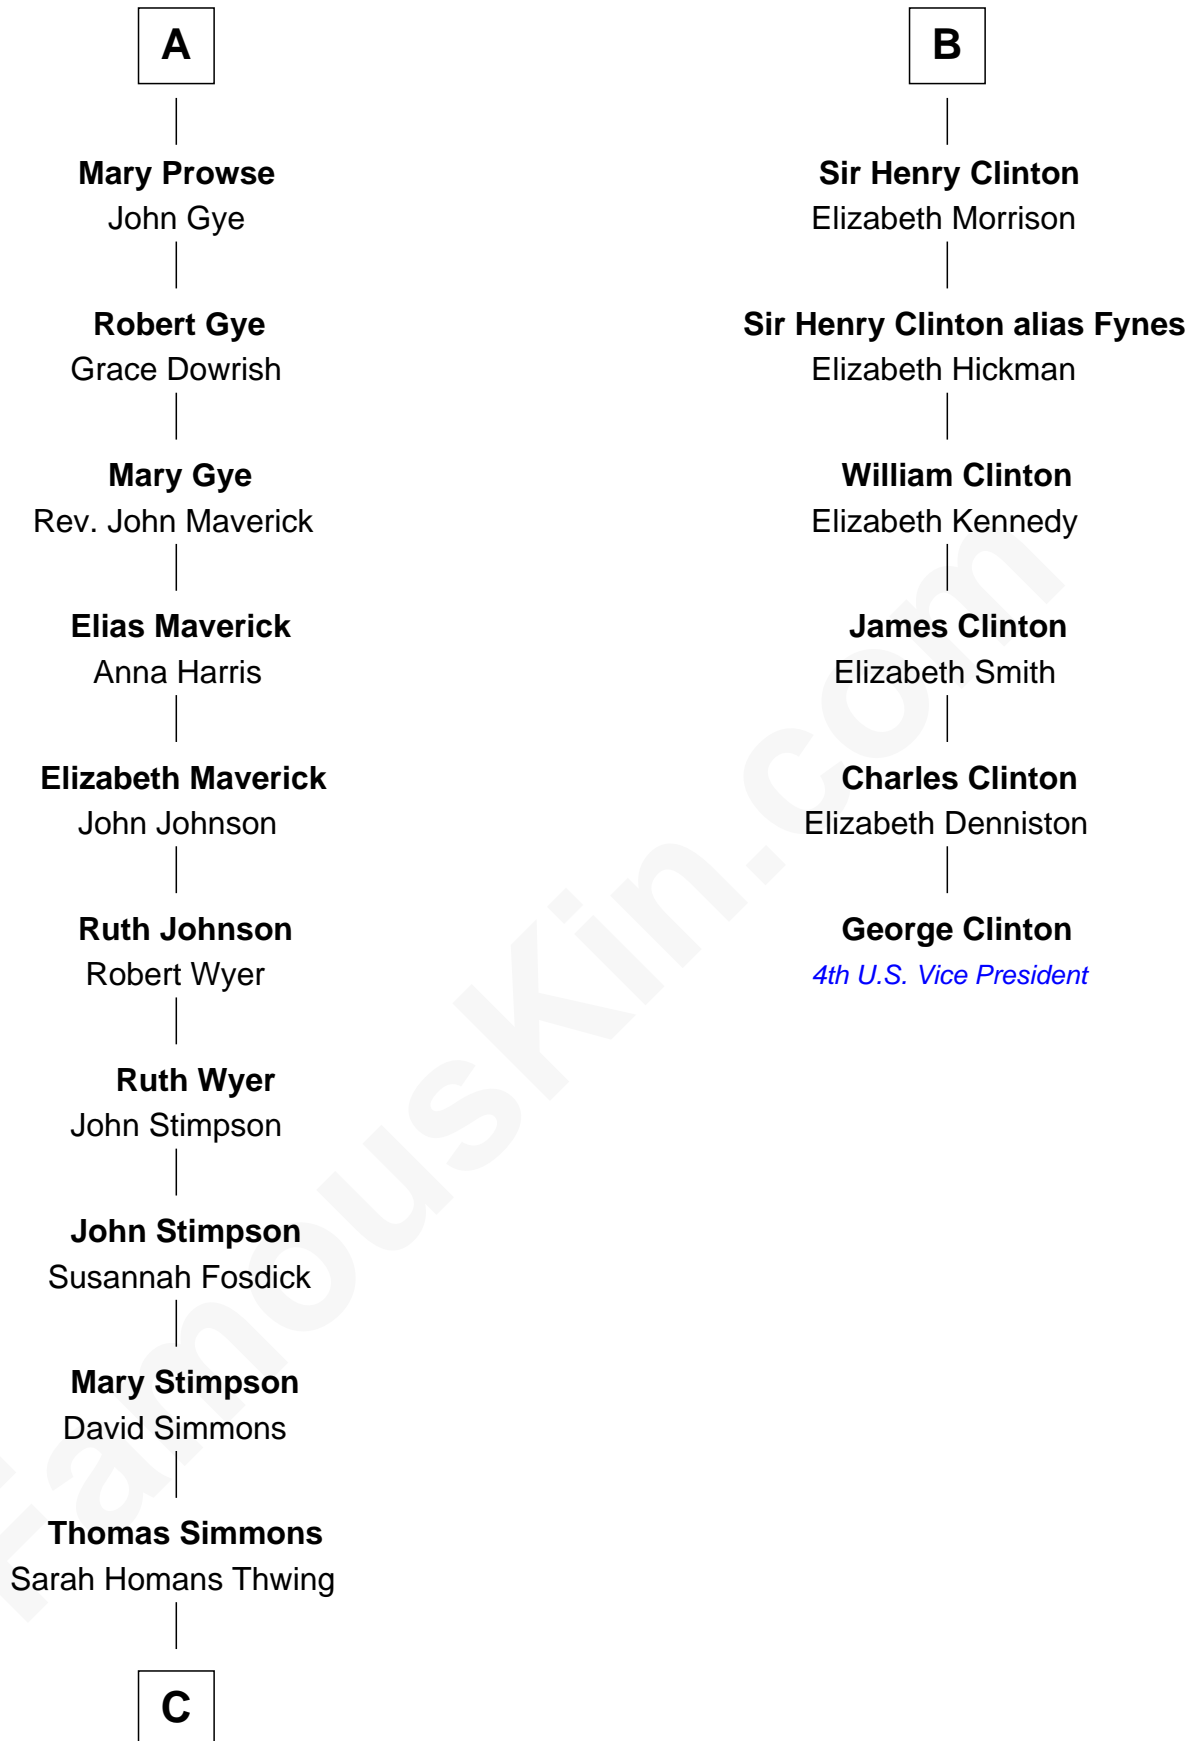 A
Mary Prowse
John Gye
Robert Gye
Grace Dowrish
Mary Gye
Rev. John Maverick
Elias Maverick
Anna Harris
Elizabeth Maverick
John Johnson
Ruth Johnson
Robert Wyer
Ruth Wyer
John Stimpson
John Stimpson
Susannah Fosdick
Mary Stimpson
David Simmons
Thomas Simmons
Sarah Homans Thwing
C
B
Sir Henry Clinton
Elizabeth Morrison
Sir Henry Clinton alias Fynes
Elizabeth Hickman
William Clinton
Elizabeth Kennedy
James Clinton
Elizabeth Smith
Charles Clinton
Elizabeth Denniston
George Clinton
4th U.S. Vice President
FamousKin.com